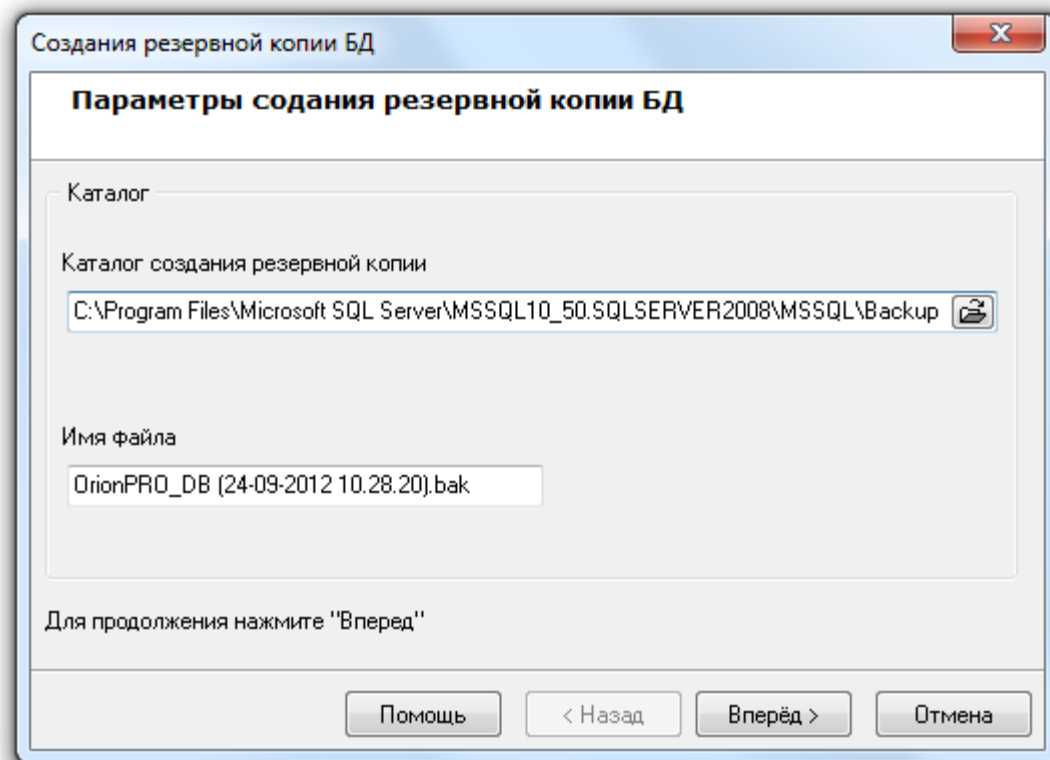 Создания резервной копии БД
Параметры содания резервной копии БД
Каталог
Каталог создания резервной копии
C:\Program Files\Microsoft SQL Server\MSSQL10_50.SQLSERVER2008\MSSQL\Backup
Имя файла
OrionPRO_DB (24-09-2012 10.28.20).bak
Для продолжения нажмите "Вперед"
Помощь < Назад Вперёд > Отмена